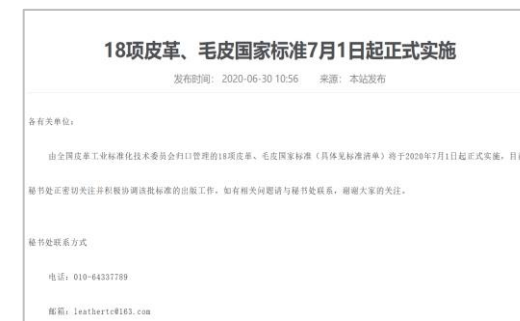 18项皮革、毛皮国家标准7月1日起正式实施
发布时间： 2020-06-30 10:56 来源： 本站发布
各有关单位：
由全国皮革工业标准化技术委员会归口管理的18项皮革、毛皮国家标准（具体见标准清单）将于2020年7月1日起正式实施。目
秘书处正密切关注并积极协调该批标准的出版工作。如有相关问题请与秘书处联系，谢谢大家的关注。
秘书处联系方式
电话：010-64337789
邮箱：leathertc@163.com